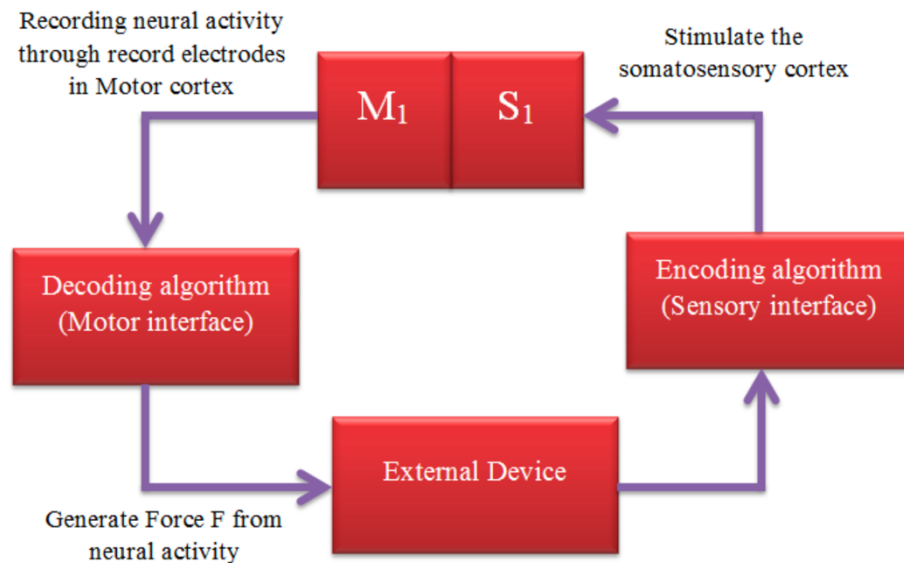 Recording neural activity
through record electrodes
in Motor cortex
M₁
S₁
Stimulate the
somatosensory cortex
Decoding algorithm
(Motor interface)
Encoding algorithm
(Sensory interface)
External Device
Generate Force F from
neural activity